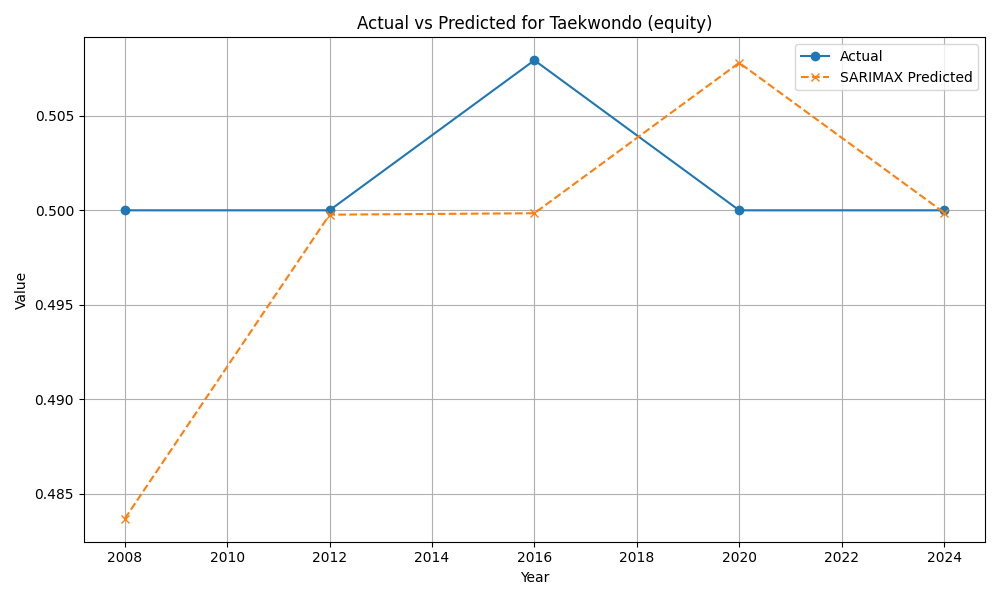 Actual vs Predicted for Taekwondo (equity)
Actual
SARIMAX Predicted
0.505
0.500
0.495
0.490
0.485
Value
2008 2010 2012 2014 2016 2018 2020 2022 2024
Year